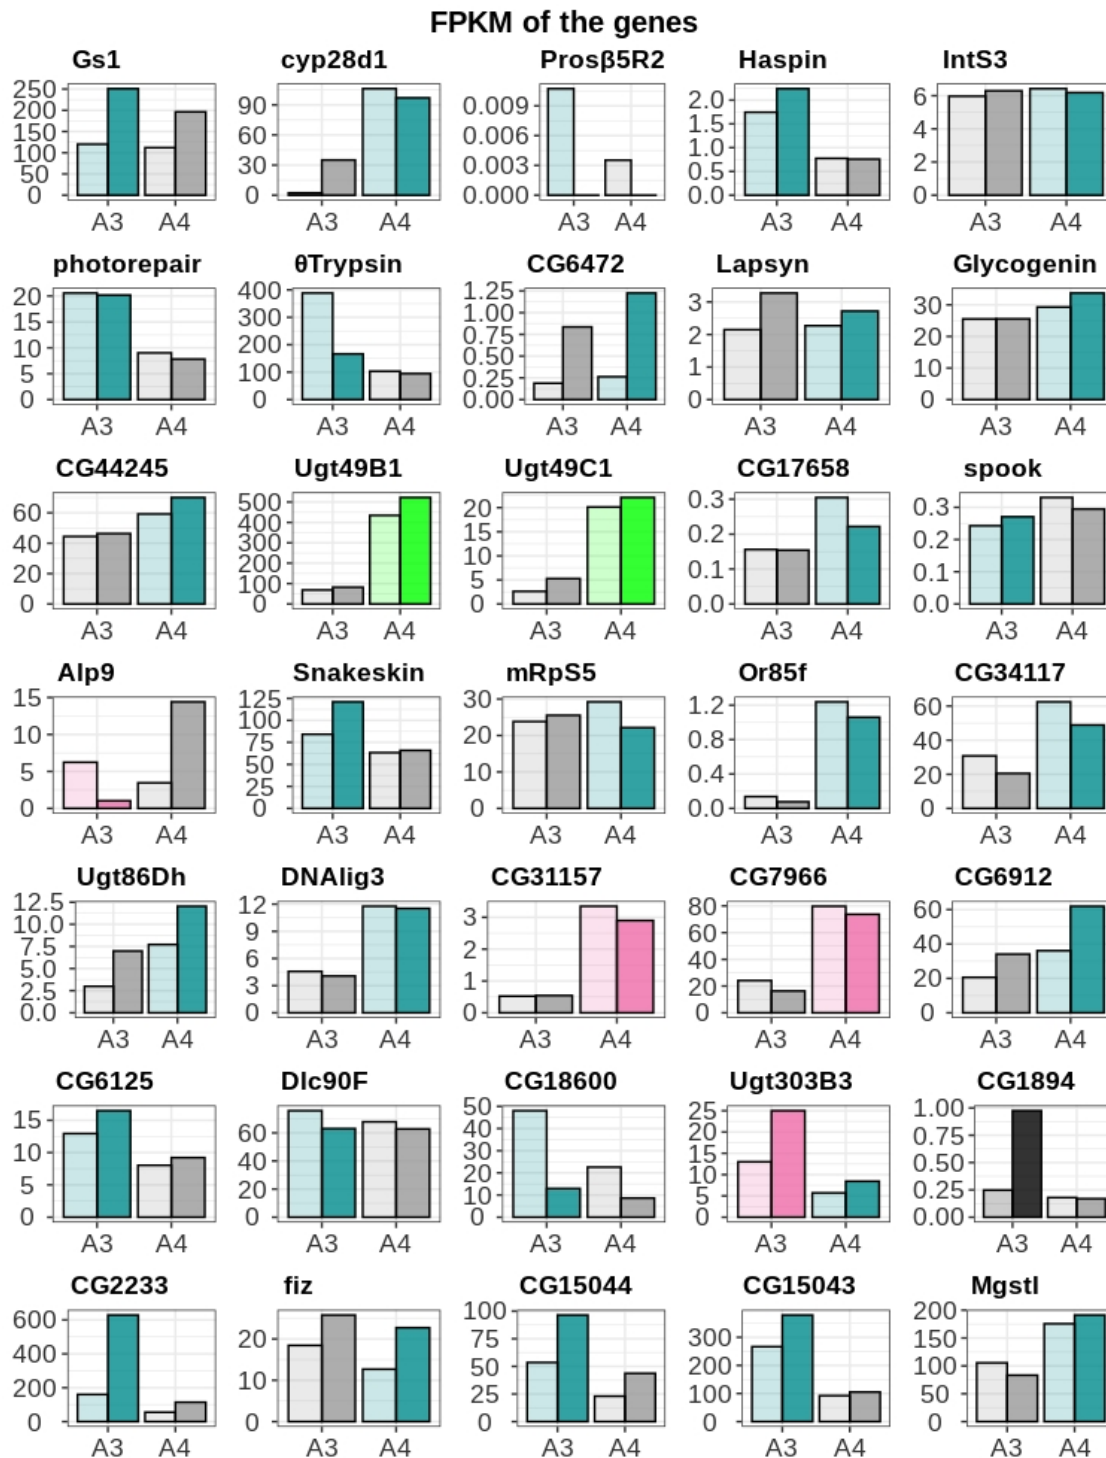 FPKM of the genes
Gs1 cyp28d1 Prosβ5R2 Haspin IntS3
250 200 150 100 50 0
90 60 30 0
0.009 0.006 0.003 0.000
2.0 1.5 1.0 0.5 0.0
6 4 2 0
A3 A4 A3 A4 A3 A4 A3 A4 A3 A4
photorepair θTrypsin CG6472 Lapsyn Glycogenin
20 15 10 5 0
400 300 200 100 0
1.25 1.00 0.75 0.50 0.25 0.00
3 2 1 0
30 20 10 0
A3 A4 A3 A4 A3 A4 A3 A4 A3 A4
CG44245 Ugt49B1 Ugt49C1 CG17658 spook
60 40 20 0
500 400 300 200 100 0
20 15 10 5 0
0.3 0.2 0.1 0.0
0.3 0.2 0.1 0.0
A3 A4 A3 A4 A3 A4 A3 A4 A3 A4
Alp9 Snakeskin mRpS5 Or85f CG34117
15 10 5 0
125 100 75 50 25 0
30 20 10 0
1.2 0.8 0.4 0.0
60 40 20 0
A3 A4 A3 A4 A3 A4 A3 A4 A3 A4
Ugt86Dh DNAlig3 CG31157 CG7966 CG6912
12.5 10.0 7.5 5.0 2.5 0.0
12 9 6 3 0
3 2 1 0
80 60 40 20 0
60 40 20 0
A3 A4 A3 A4 A3 A4 A3 A4 A3 A4
CG6125 Dlc90F CG18600 Ugt303B3 CG1894
15 10 5 0
60 40 20 0
50 40 30 20 10 0
25 20 15 10 5 0
1.00 0.75 0.50 0.25 0.00
A3 A4 A3 A4 A3 A4 A3 A4 A3 A4
CG2233 fiz CG15044 CG15043 MgstI
600 400 200 0
20 10 0
100 75 50 25 0
300 200 100 0
200 150 100 50 0
A3 A4 A3 A4 A3 A4 A3 A4 A3 A4